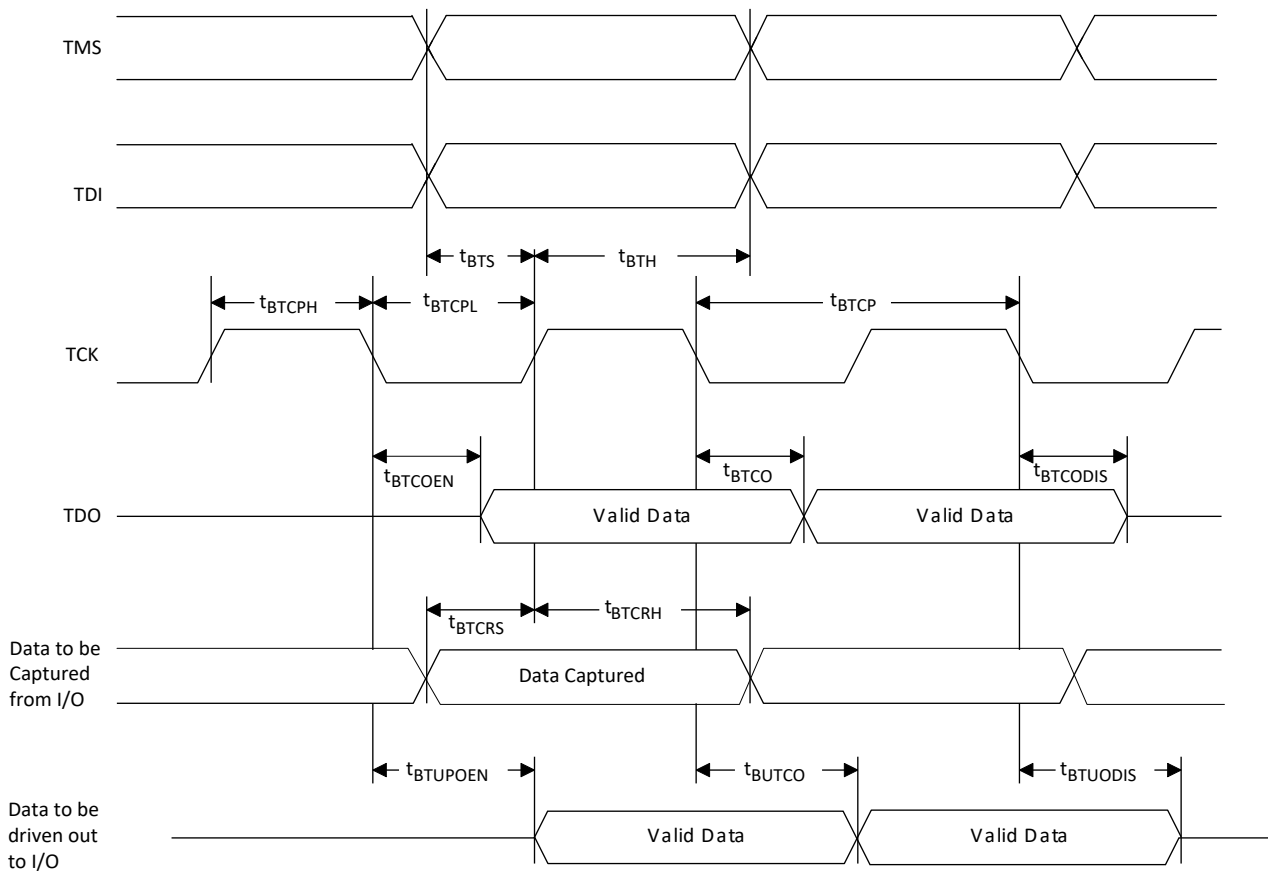 TMS
TDI
tBTS
tBTH
tBTCPH
tBTCPL
tBTCP
TCK
tBTCOEN
tBTCO
tBTCODIS
TDO
Valid Data
Valid Data
tBTCRS
tBTCRH
Data to be
Captured
from I/O
Data Captured
tBTUPOEN
tBUTCO
tBTUODIS
Data to be
driven out
to I/O
Valid Data
Valid Data